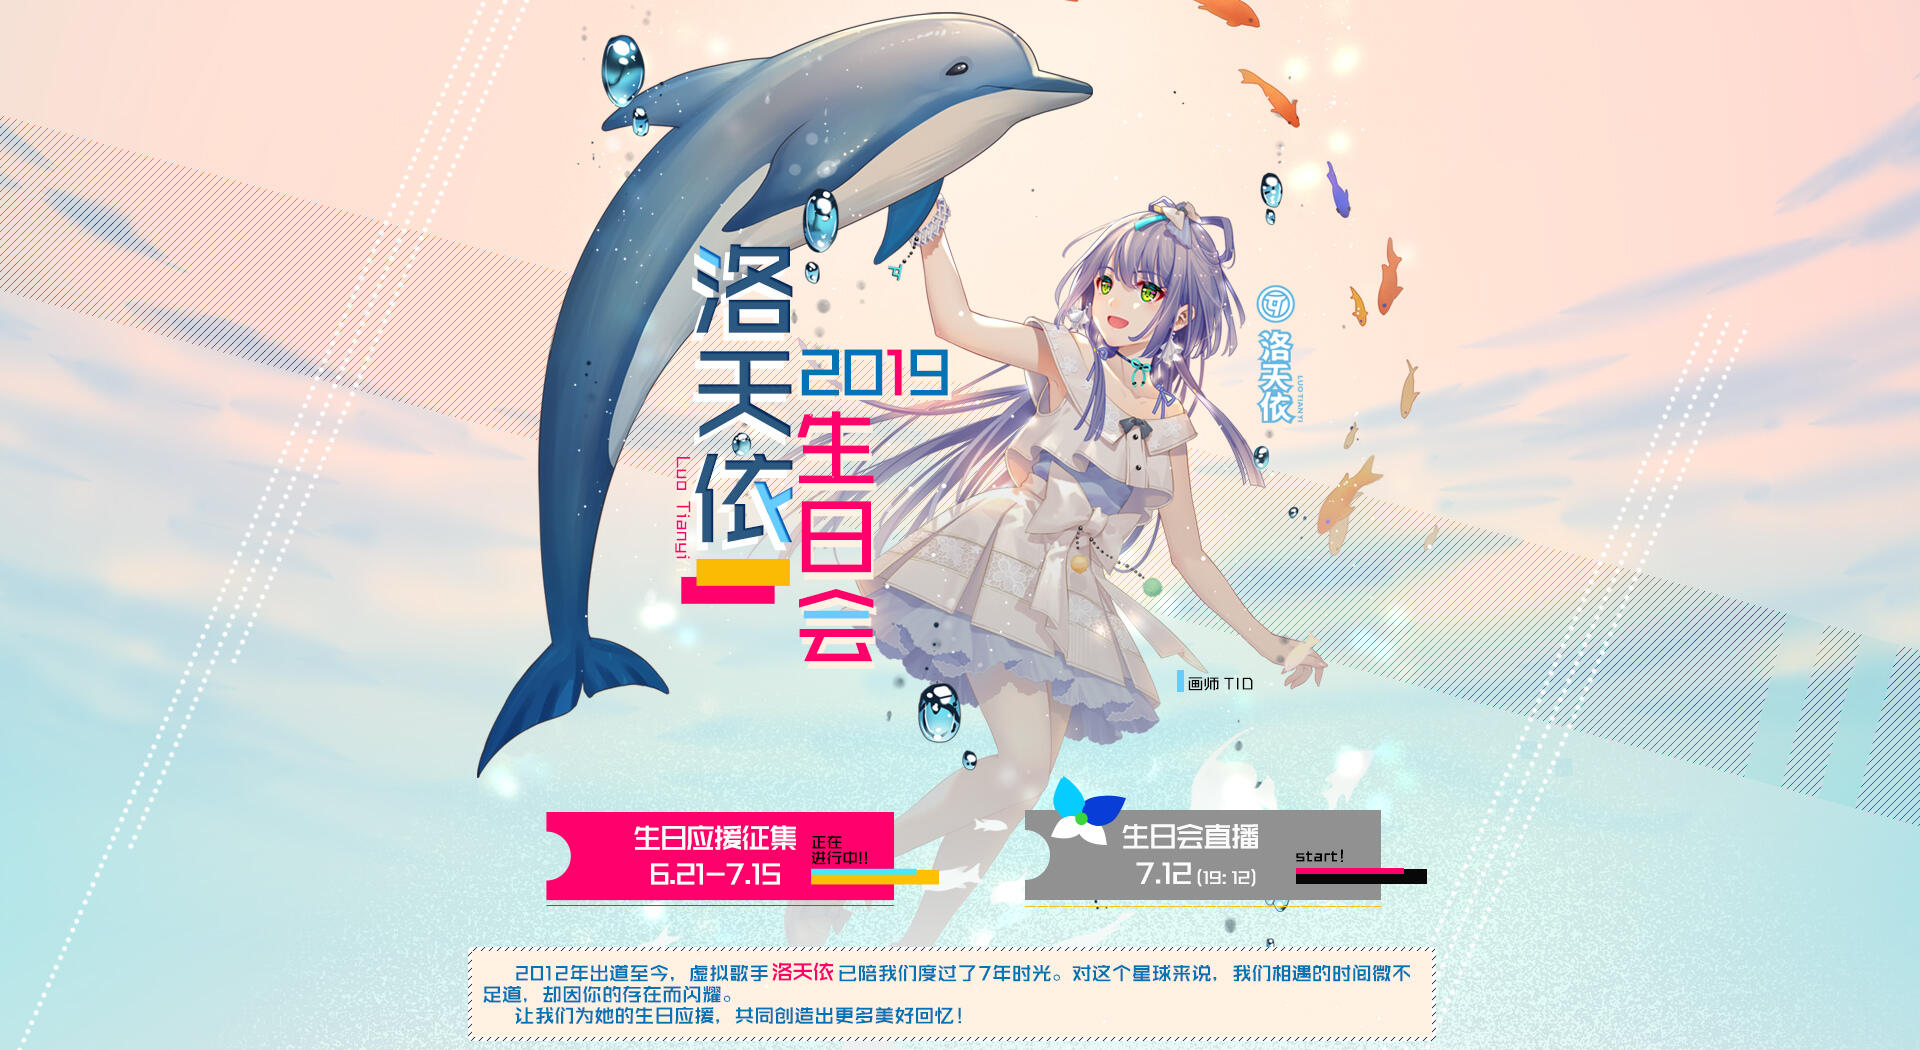 洛天依
Luo Tianyi
2019
生日会
洛天依
LUO TIANYI
画师 TID
生日应援征集
6.21-7.15
正在
进行中!!
生日会直播
7.12 (19: 12)
start!
2012年出道至今，虚拟歌手洛天依已陪我们度过了7年时光。对这个星球来说，我们相遇的时间微不
足道，却因你的存在而闪耀。
让我们为她的生日应援，共同创造出更多美好回忆！